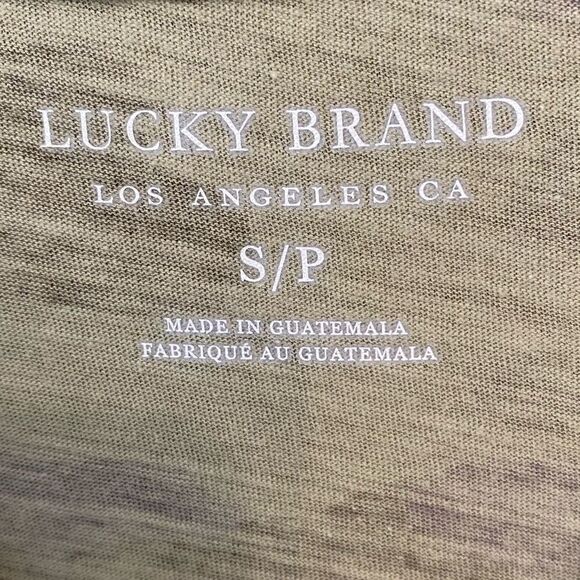 LUCKY BRAND
LOS ANGELES CA
S/P
MADE IN GUATEMALA
FABRIQUÉ AU GUATEMALA